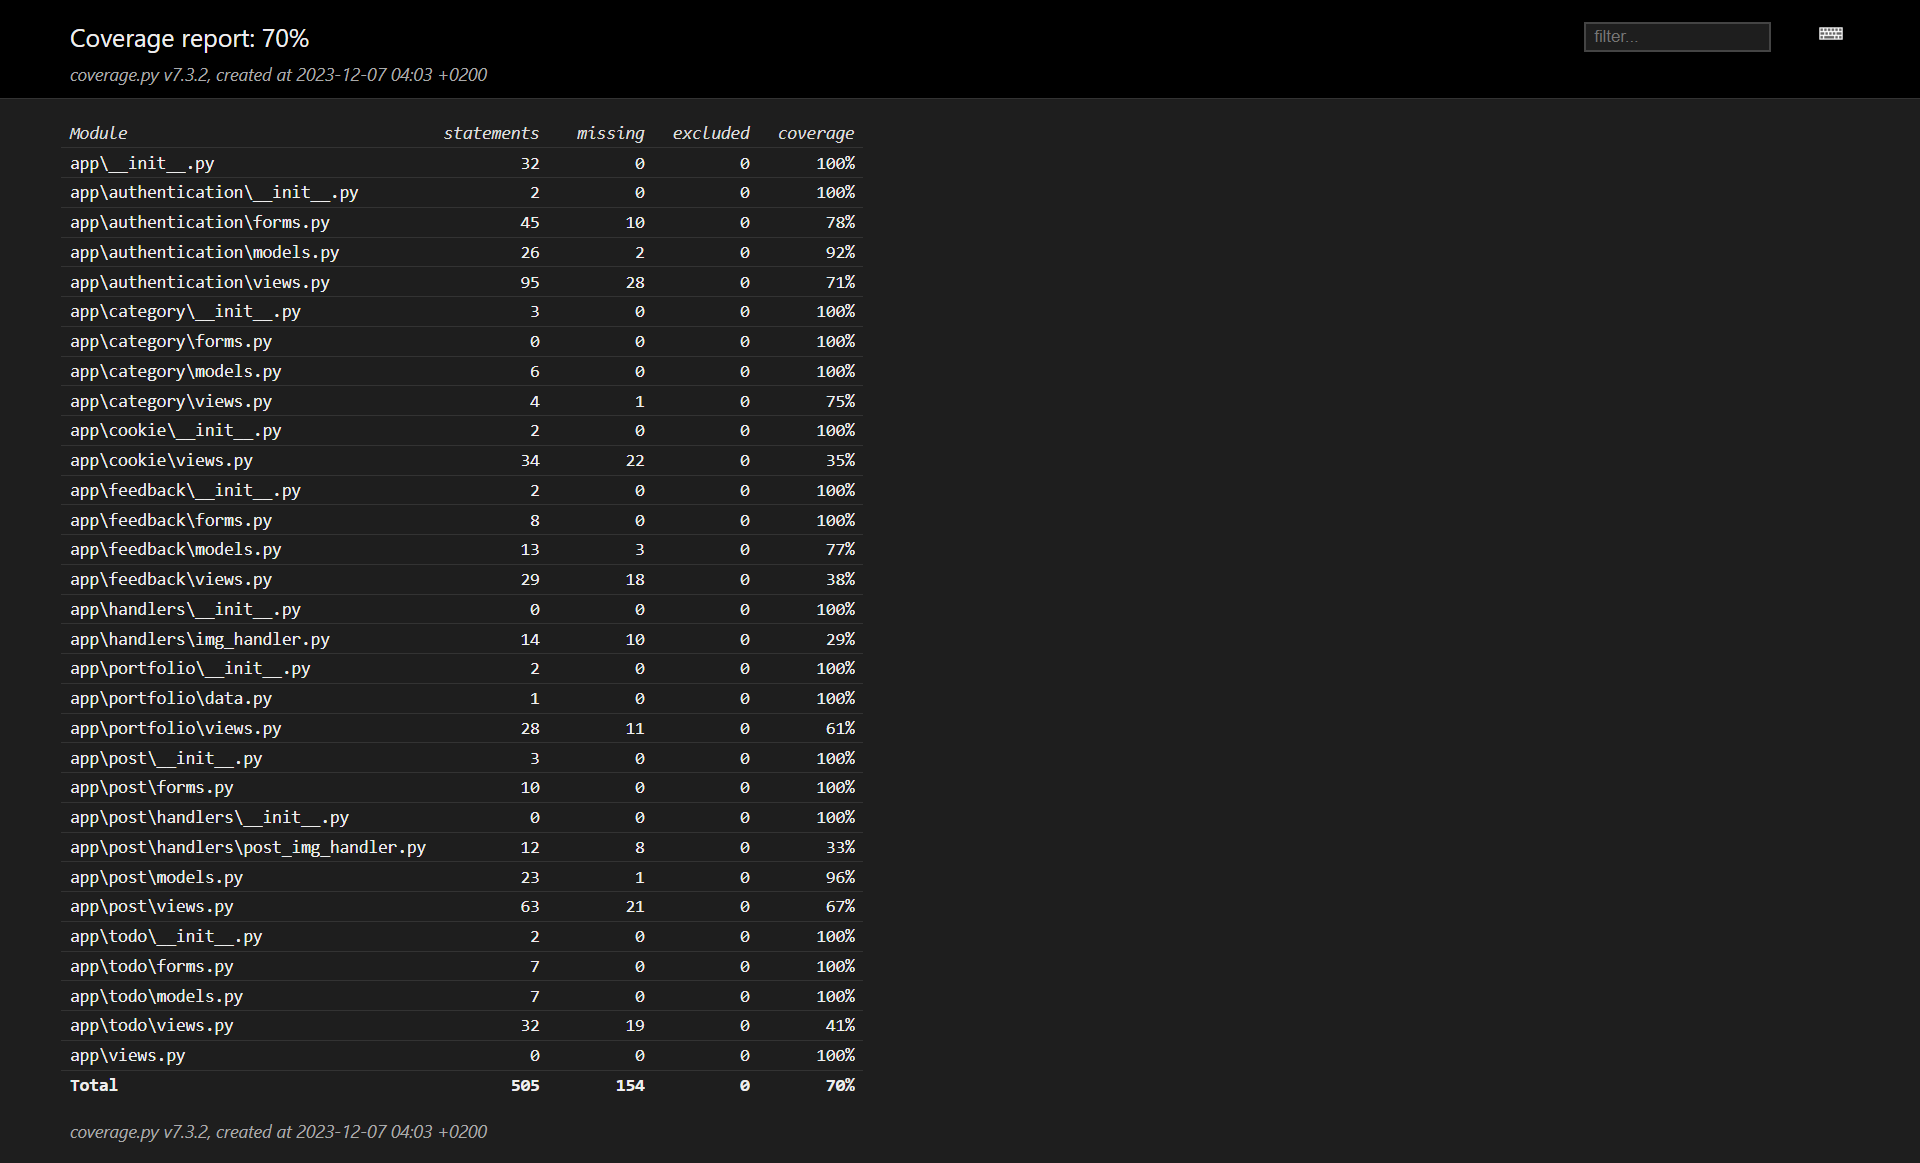 Coverage report: 70%
filter...
coverage.py v7.3.2, created at 2023-12-07 04:03 +0200
Module statements missing excluded coverage
app\__init__.py 32 0 0 100%
app\authentication\__init__.py 2 0 0 100%
app\authentication\forms.py 45 10 0 78%
app\authentication\models.py 26 2 0 92%
app\authentication\views.py 95 28 0 71%
app\category\__init__.py 3 0 0 100%
app\category\forms.py 0 0 0 100%
app\category\models.py 6 0 0 100%
app\category\views.py 4 1 0 75%
app\cookie\__init__.py 2 0 0 100%
app\cookie\views.py 34 22 0 35%
app\feedback\__init__.py 2 0 0 100%
app\feedback\forms.py 8 0 0 100%
app\feedback\models.py 13 3 0 77%
app\feedback\views.py 29 18 0 38%
app\handlers\__init__.py 0 0 0 100%
app\handlers\img_handler.py 14 10 0 29%
app\portfolio\__init__.py 2 0 0 100%
app\portfolio\data.py 1 0 0 100%
app\portfolio\views.py 28 11 0 61%
app\post\__init__.py 3 0 0 100%
app\post\forms.py 10 0 0 100%
app\post\handlers\__init__.py 0 0 0 100%
app\post\handlers\post_img_handler.py 12 8 0 33%
app\post\models.py 23 1 0 96%
app\post\views.py 63 21 0 67%
app\todo\__init__.py 2 0 0 100%
app\todo\forms.py 7 0 0 100%
app\todo\models.py 7 0 0 100%
app\todo\views.py 32 19 0 41%
app\views.py 0 0 0 100%
Total 505 154 0 70%
coverage.py v7.3.2, created at 2023-12-07 04:03 +0200